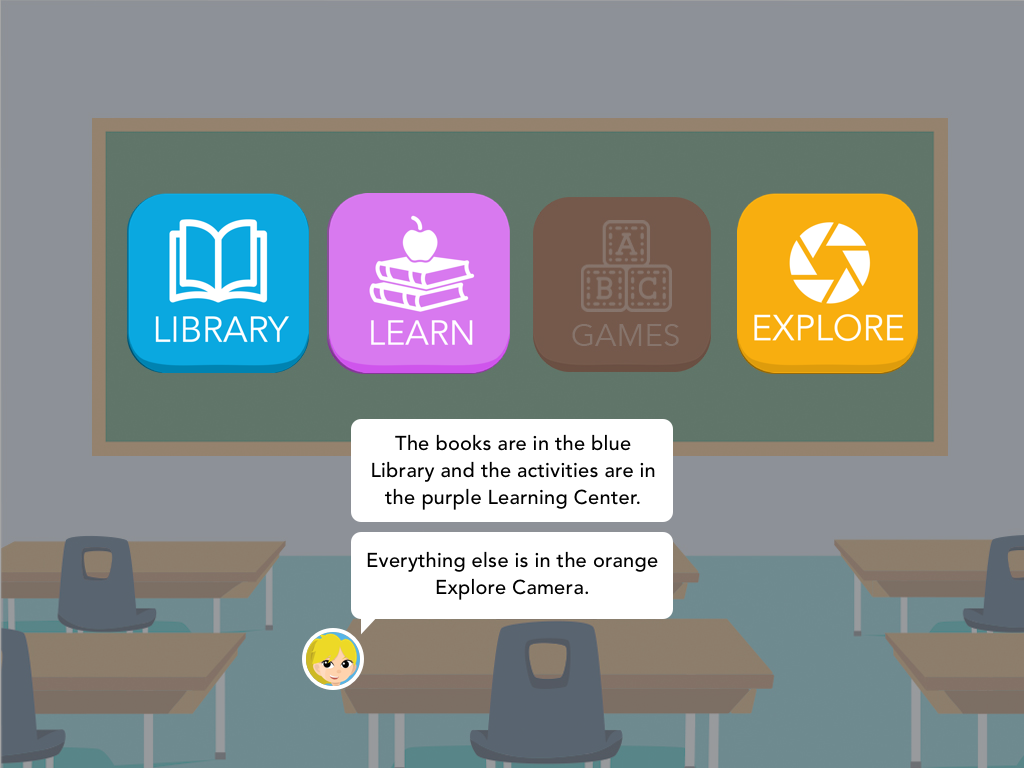 LIBRARY
LEARN
A
B C
GAMES
EXPLORE
The books are in the blue
Library and the activities are in
the purple Learning Center.
Everything else is in the orange
Explore Camera.